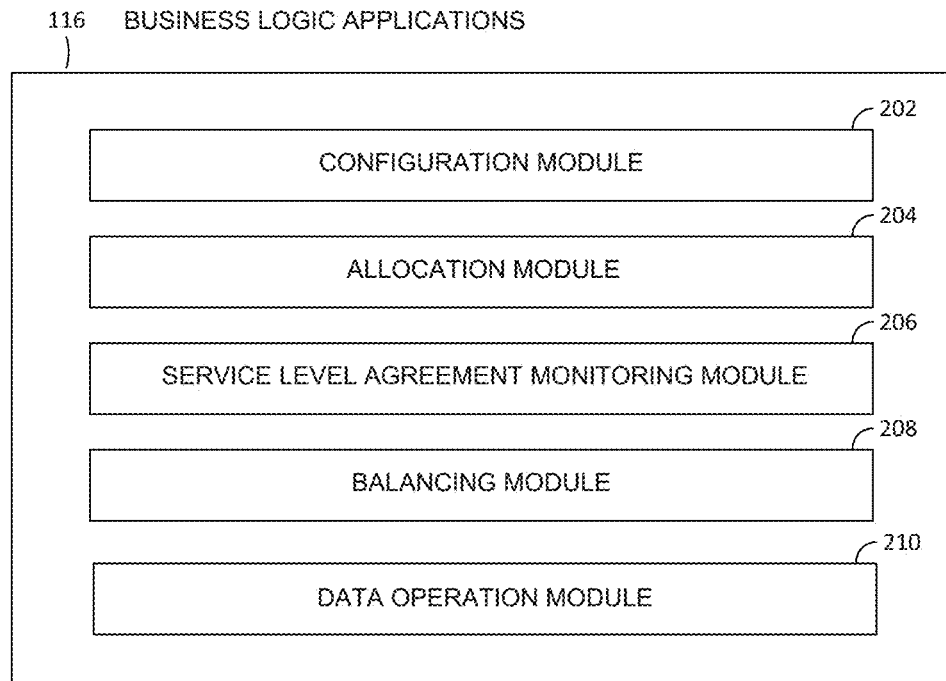 116 BUSINESS LOGIC APPLICATIONS
202
CONFIGURATION MODULE
204
ALLOCATION MODULE
206
SERVICE LEVEL AGREEMENT MONITORING MODULE
208
BALANCING MODULE
210
DATA OPERATION MODULE